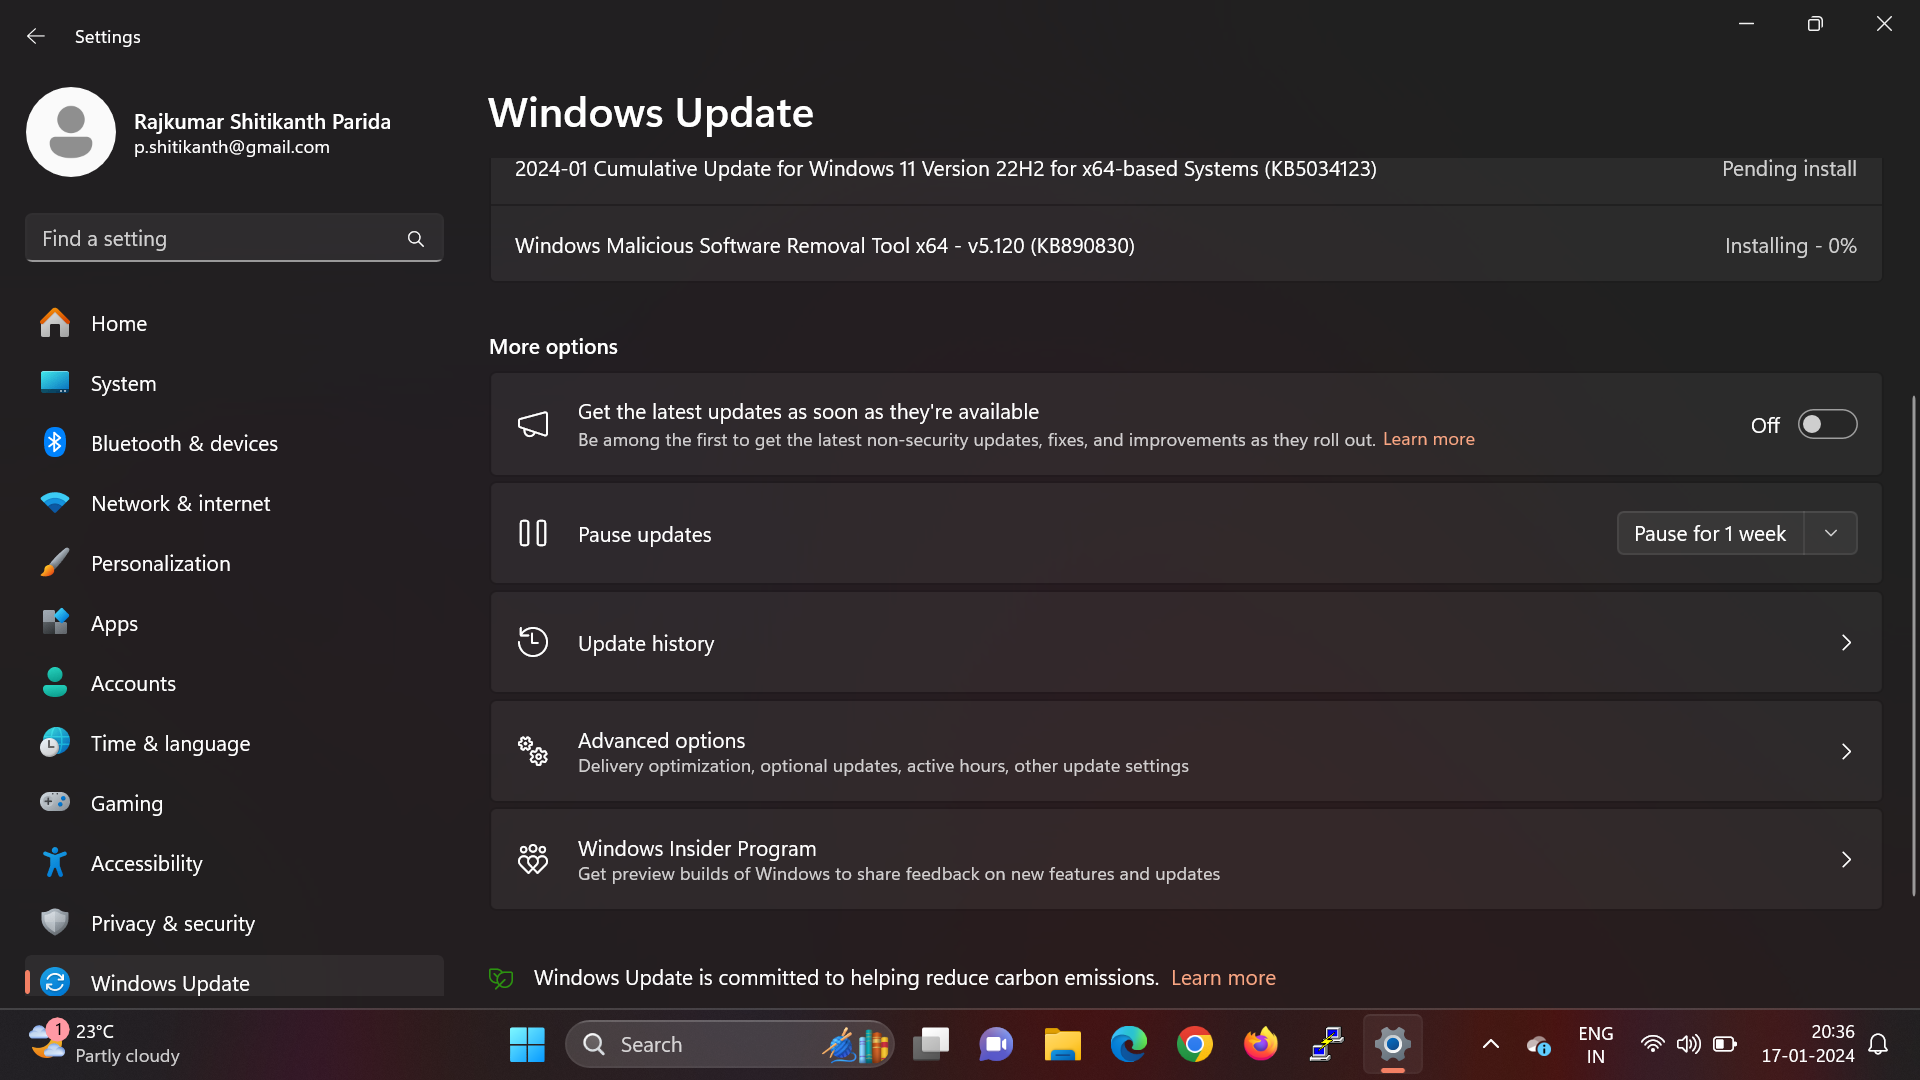 Settings
Rajkumar Shitikanth Parida
p.shitikanth@gmail.com
Find a setting
Home
System
Bluetooth & devices
Network & internet
Personalization
Apps
Accounts
Time & language
Gaming
Accessibility
Privacy & security
Windows Update
Windows Update
2024-01 Cumulative Update for Windows 11 Version 22H2 for x64-based Systems (KB5034123) Pending install
Windows Malicious Software Removal Tool x64 - v5.120 (KB890830) Installing - 0%
More options
Get the latest updates as soon as they're available
Be among the first to get the latest non-security updates, fixes, and improvements as they roll out. Learn more
Off
Pause updates Pause for 1 week
Update history
Advanced options
Delivery optimization, optional updates, active hours, other update settings
Windows Insider Program
Get preview builds of Windows to share feedback on new features and updates
Windows Update is committed to helping reduce carbon emissions. Learn more
1
23°C
Partly cloudy
Search
ENG
IN
20:36
17-01-2024